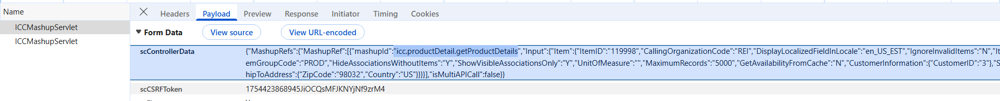 Name
Headers Payload Preview Response Initiator Timing Cookies
ICCMashupServlet
Form Data View source View URL-encoded
ICCMashupServlet
scControllerData {"MashupRefs":{"MashupRef":[{"mashupId":"icc.productDetail.getProductDetails","Input":{"Item":{"ItemID":"119998","CallingOrganizationCode":"REI","DisplayLocalizedFieldInLocale":"en_US_EST","IgnoreInvalidItems":"N","It
emGroupCode":"PROD","HideAssociationsWithoutItems":"Y","ShowVisibleAssociationsOnly":"Y","UnitOfMeasure":"","MaximumRecords":"5000","GetAvailabilityFromCache":"N","CustomerInformation":{"CustomerID":"3"},"S
hipToAddress":{"ZipCode":"98032","Country":"US"}}}}],"isMultiAPICall":false}}
scCSRFToken 1754423868945JiOCQsMFJKNYjNf9zrM4